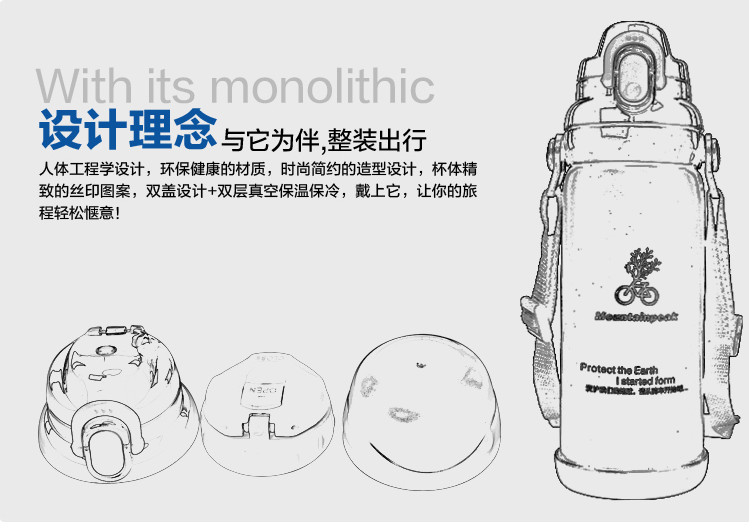 With its monolithic
设计理念 与它为伴,整装出行
人体工程学设计，环保健康的材质，时尚简约的造型设计，杯体精
致的丝印图案，双盖设计+双层真空保温保冷，戴上它，让你的旅
程轻松惬意！
OPEN
Mountainpeak
Protect the Earth
I started form